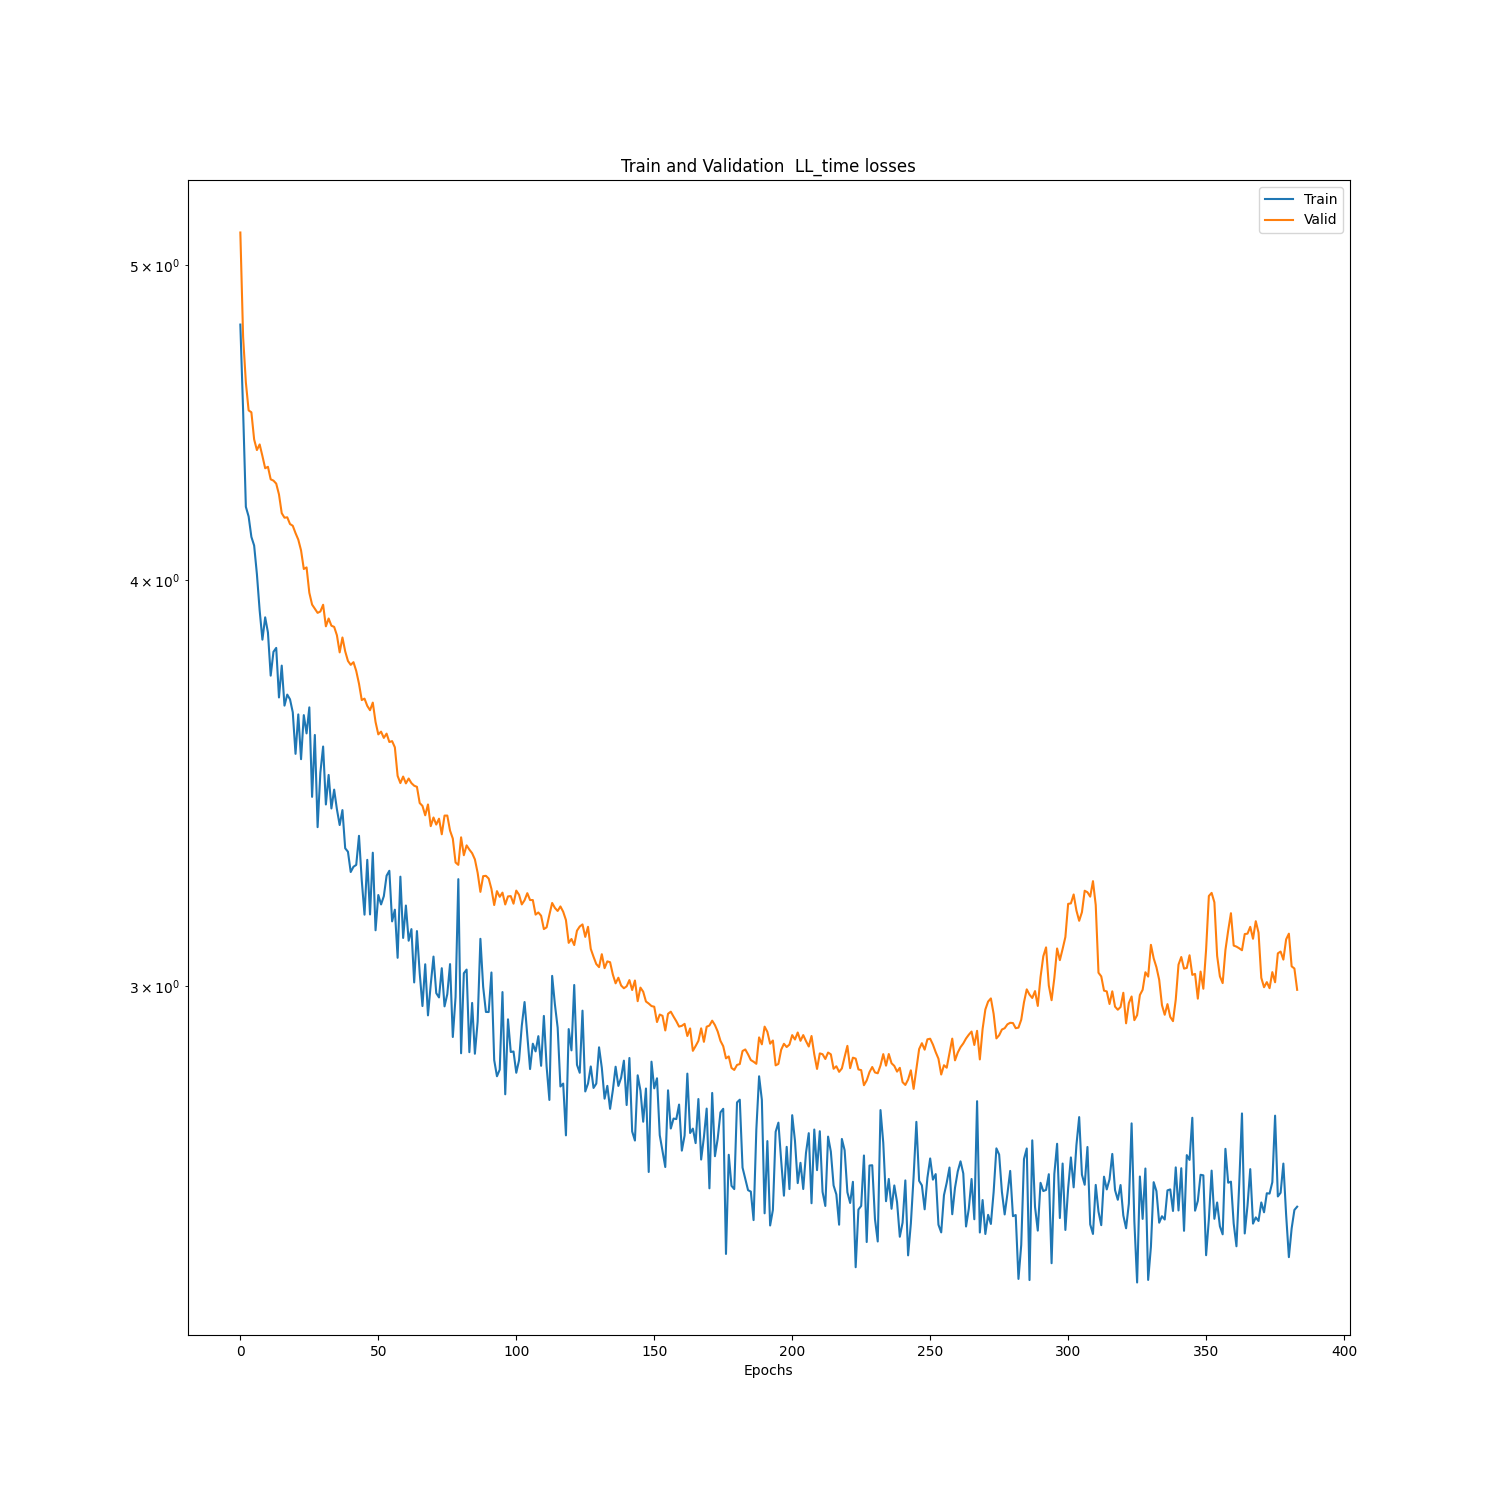 Train and Validation  LL_time losses
Train
Valid
5 × 10⁰
4 × 10⁰
3 × 10⁰
0 50 100 150 200 250 300 350 400
Epochs